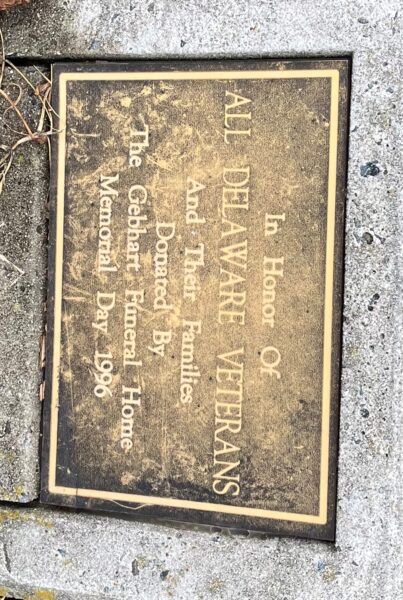 In Honor Of
ALL DELAWARE VETERANS
And Their Families
Donated By
The Gebhart Funeral Home
Memorial Day 1996